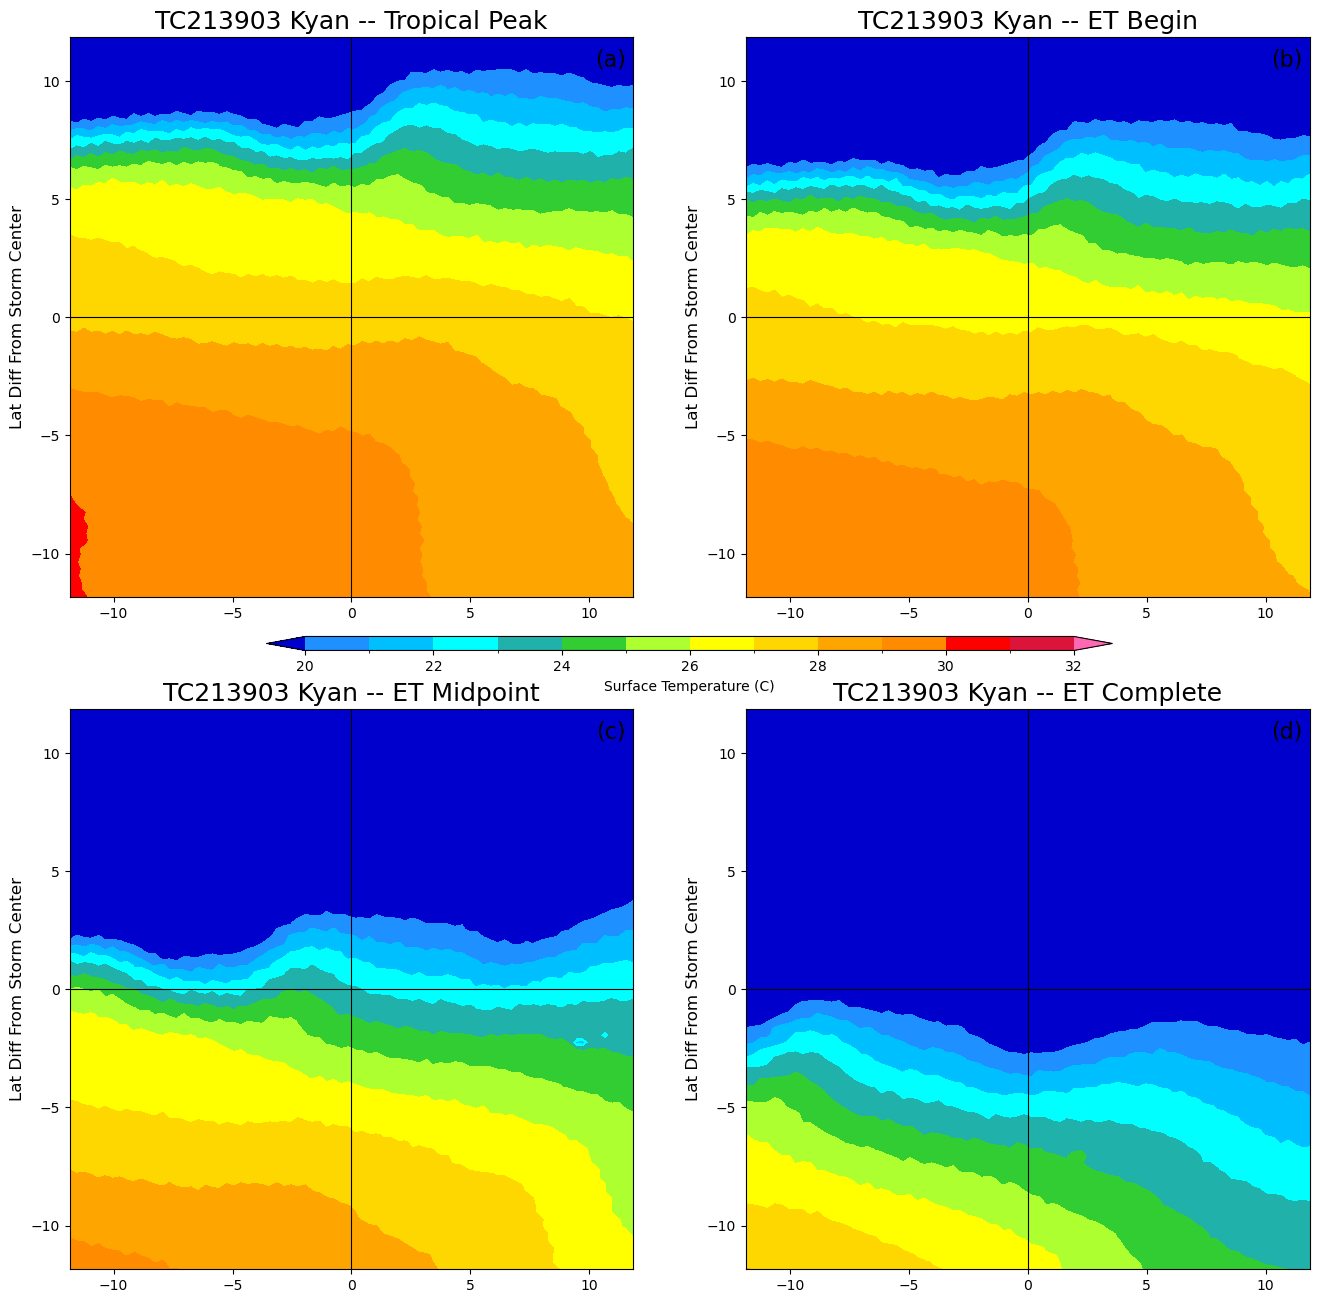 TC213903 Kyan -- Tropical Peak
TC213903 Kyan -- ET Begin
(a)
(b)
10
5
0
−5
−10
Lat Diff From Storm Center
−10 −5 0 5 10
10
5
0
−5
−10
Lat Diff From Storm Center
−10 −5 0 5 10
20 22 24 26 28 30 32
Surface Temperature (C)
TC213903 Kyan -- ET Midpoint
TC213903 Kyan -- ET Complete
(c)
(d)
10
5
0
−5
−10
Lat Diff From Storm Center
−10 −5 0 5 10
10
5
0
−5
−10
Lat Diff From Storm Center
−10 −5 0 5 10